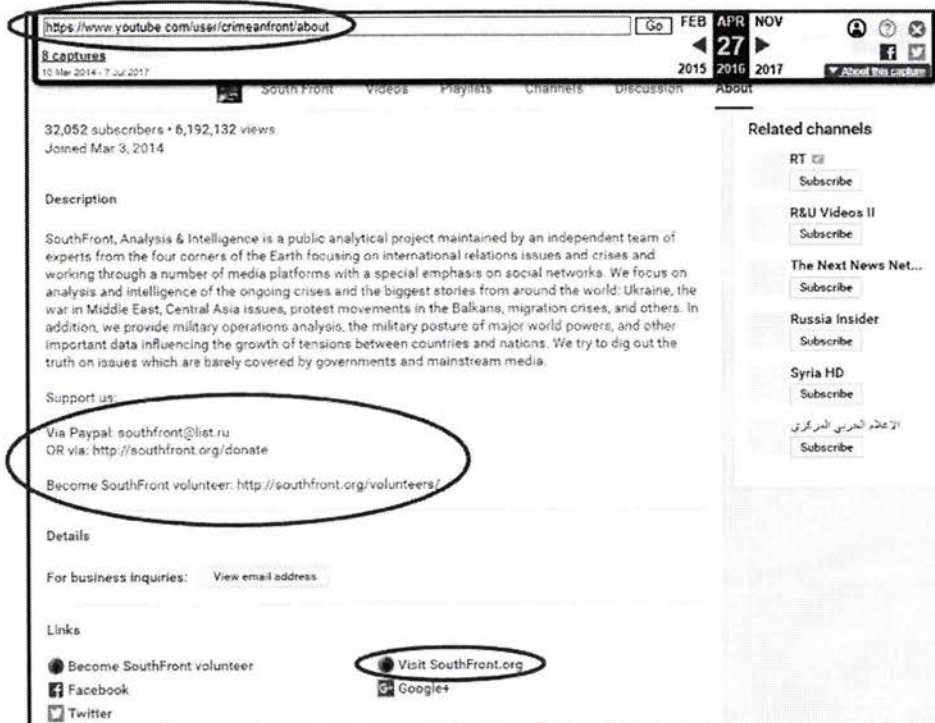 https://www.youtube.com/user/crimeanfront/about
Go
FEB APR NOV
27
2015 2016 2017
8 captures
10 Mar 2014 - 7 Jul 2017
About this capture
South Front Videos Playlists Channels Discussion About
32,052 subscribers • 6,192,132 views
Joined Mar 3, 2014
Description
SouthFront, Analysis & Intelligence is a public analytical project maintained by an independent team of
experts from the four corners of the Earth focusing on international relations issues and crises and
working through a number of media platforms with a special emphasis on social networks. We focus on
analysis and intelligence of the ongoing crises and the biggest stories from around the world: Ukraine, the
war in Middle East, Central Asia issues, protest movements in the Balkans, migration crises, and others. In
addition, we provide military operations analysis, the military posture of major world powers, and other
important data influencing the growth of tensions between countries and nations. We try to dig out the
truth on issues which are barely covered by governments and mainstream media.
Support us:
Via Paypal: southfront@list.ru
OR via: http://southfront.org/donate
Become SouthFront volunteer: http://southfront.org/volunteers/
Details
For business inquiries: View email address
Links
Become SouthFront volunteer
Visit SouthFront.org
Facebook
Google+
Twitter
Related channels
RT
Subscribe
R&U Videos II
Subscribe
The Next News Net...
Subscribe
Russia Insider
Subscribe
Syria HD
Subscribe
الاعلام الحربي المركزي
Subscribe